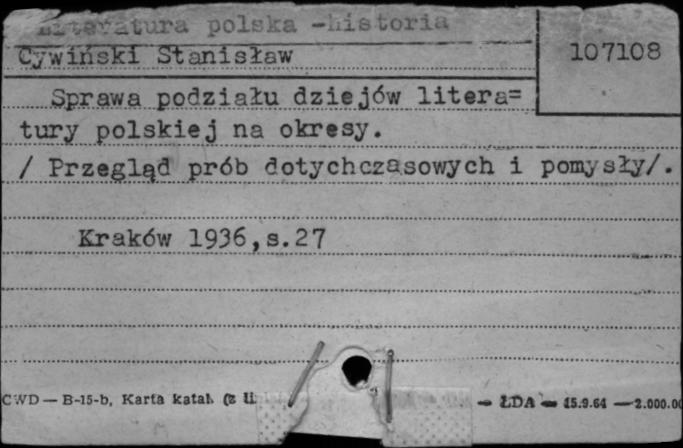 Literatura polska -historia
107108
Cywiński Stanisław
Sprawa podziału dziejów litera=
tury polskiej na okresy.
/ Przegląd prób dotychczasowych i pomysły/.
Kraków 1936,s.27
CWD — B-15-b, Karta katal. (z li — ŁDA — 15.9.64 — 2.000.00